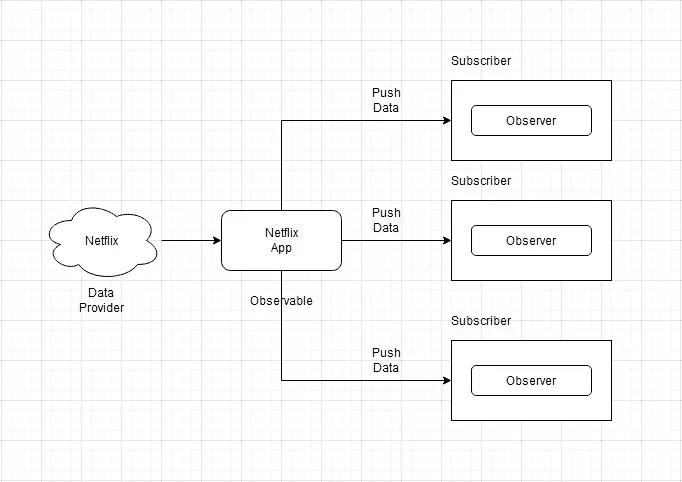 Subscriber
Push
Data
Observer
Subscriber
Push
Data
Observer
Netflix
Netflix
App
Data
Provider
Observable
Subscriber
Push
Data
Observer